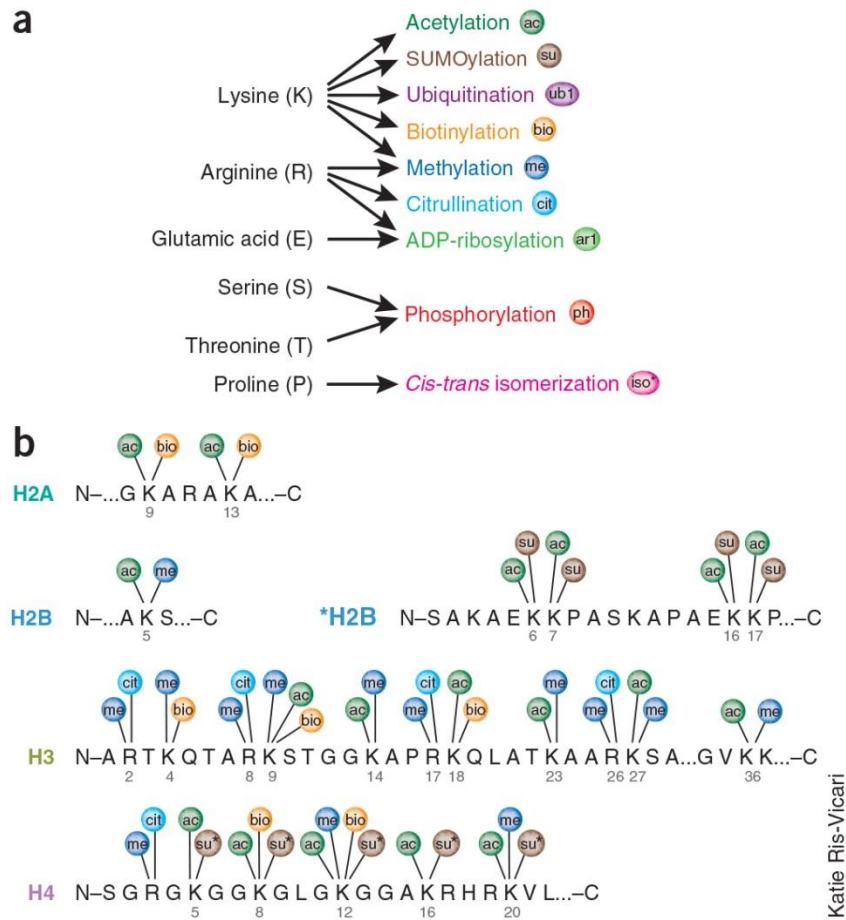 a
Acetylation ac
SUMOylation su
Lysine (K)
Ubiquitination ub1
Biotinylation bio
Arginine (R)
Methylation me
Citrullination cit
Glutamic acid (E)
ADP-ribosylation ar1
Serine (S)
Phosphorylation ph
Threonine (T)
Proline (P)
Cis-trans isomerization iso*
b
ac bio ac bio
H2A N–...G K A R A K A...–C
9 13
su ac su ac
ac me ac su ac su
H2B N–...A K S...–C
5
*H2B N–S A K A E K K P A S K A P A E K K P...–C
6 7 16 17
cit me cit me ac me cit ac me cit ac
me bio me bio ac me bio ac me me ac me
H3 N–A R T K Q T A R K S T G G K A P R K Q L A T K A A R K S A...G V K K...–C
2 4 8 9 14 17 18 23 26 27 36
cit ac bio me bio me
me su* ac su* ac su* ac su* ac su*
H4 N–S G R G K G G K G L G K G G A K R H R K V L...–C
5 8 12 16 20
Katie Ris-Vicari